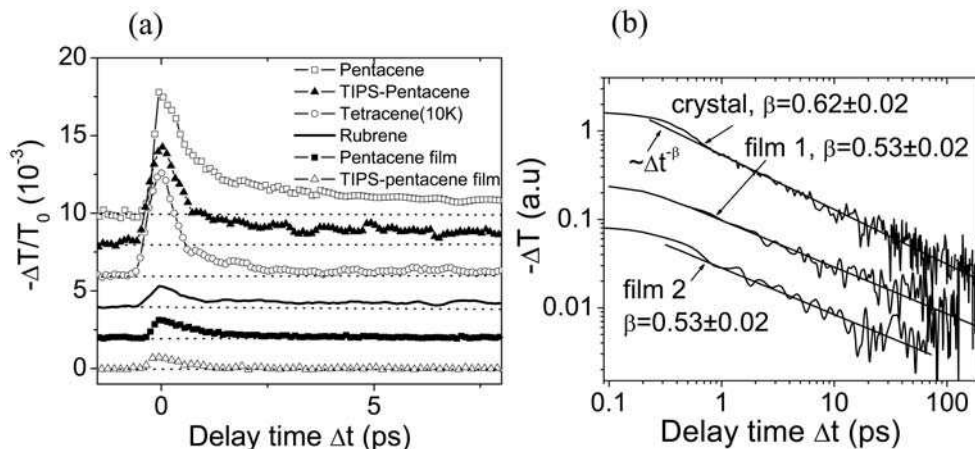 (a)
20
15
10
5
0
-ΔT/T₀ (10⁻³)
Pentacene
TIPS-Pentacene
Tetracene(10K)
Rubrene
Pentacene film
TIPS-pentacene film
0 5
Delay time Δt (ps)
(b)
1
0.1
0.01
-ΔT (a.u)
crystal, β=0.62±0.02
film 1, β=0.53±0.02
~Δt⁻ᵝ
film 2
β=0.53±0.02
0.1 1 10 100
Delay time Δt (ps)